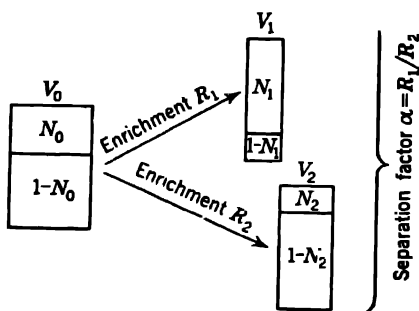 V₀
N₀
1-N₀
Enrichment R₁
Enrichment R₂
V₁
N₁
1-N₁
V₂
N₂
1-N₂
Separation factor α=R₁/R₂